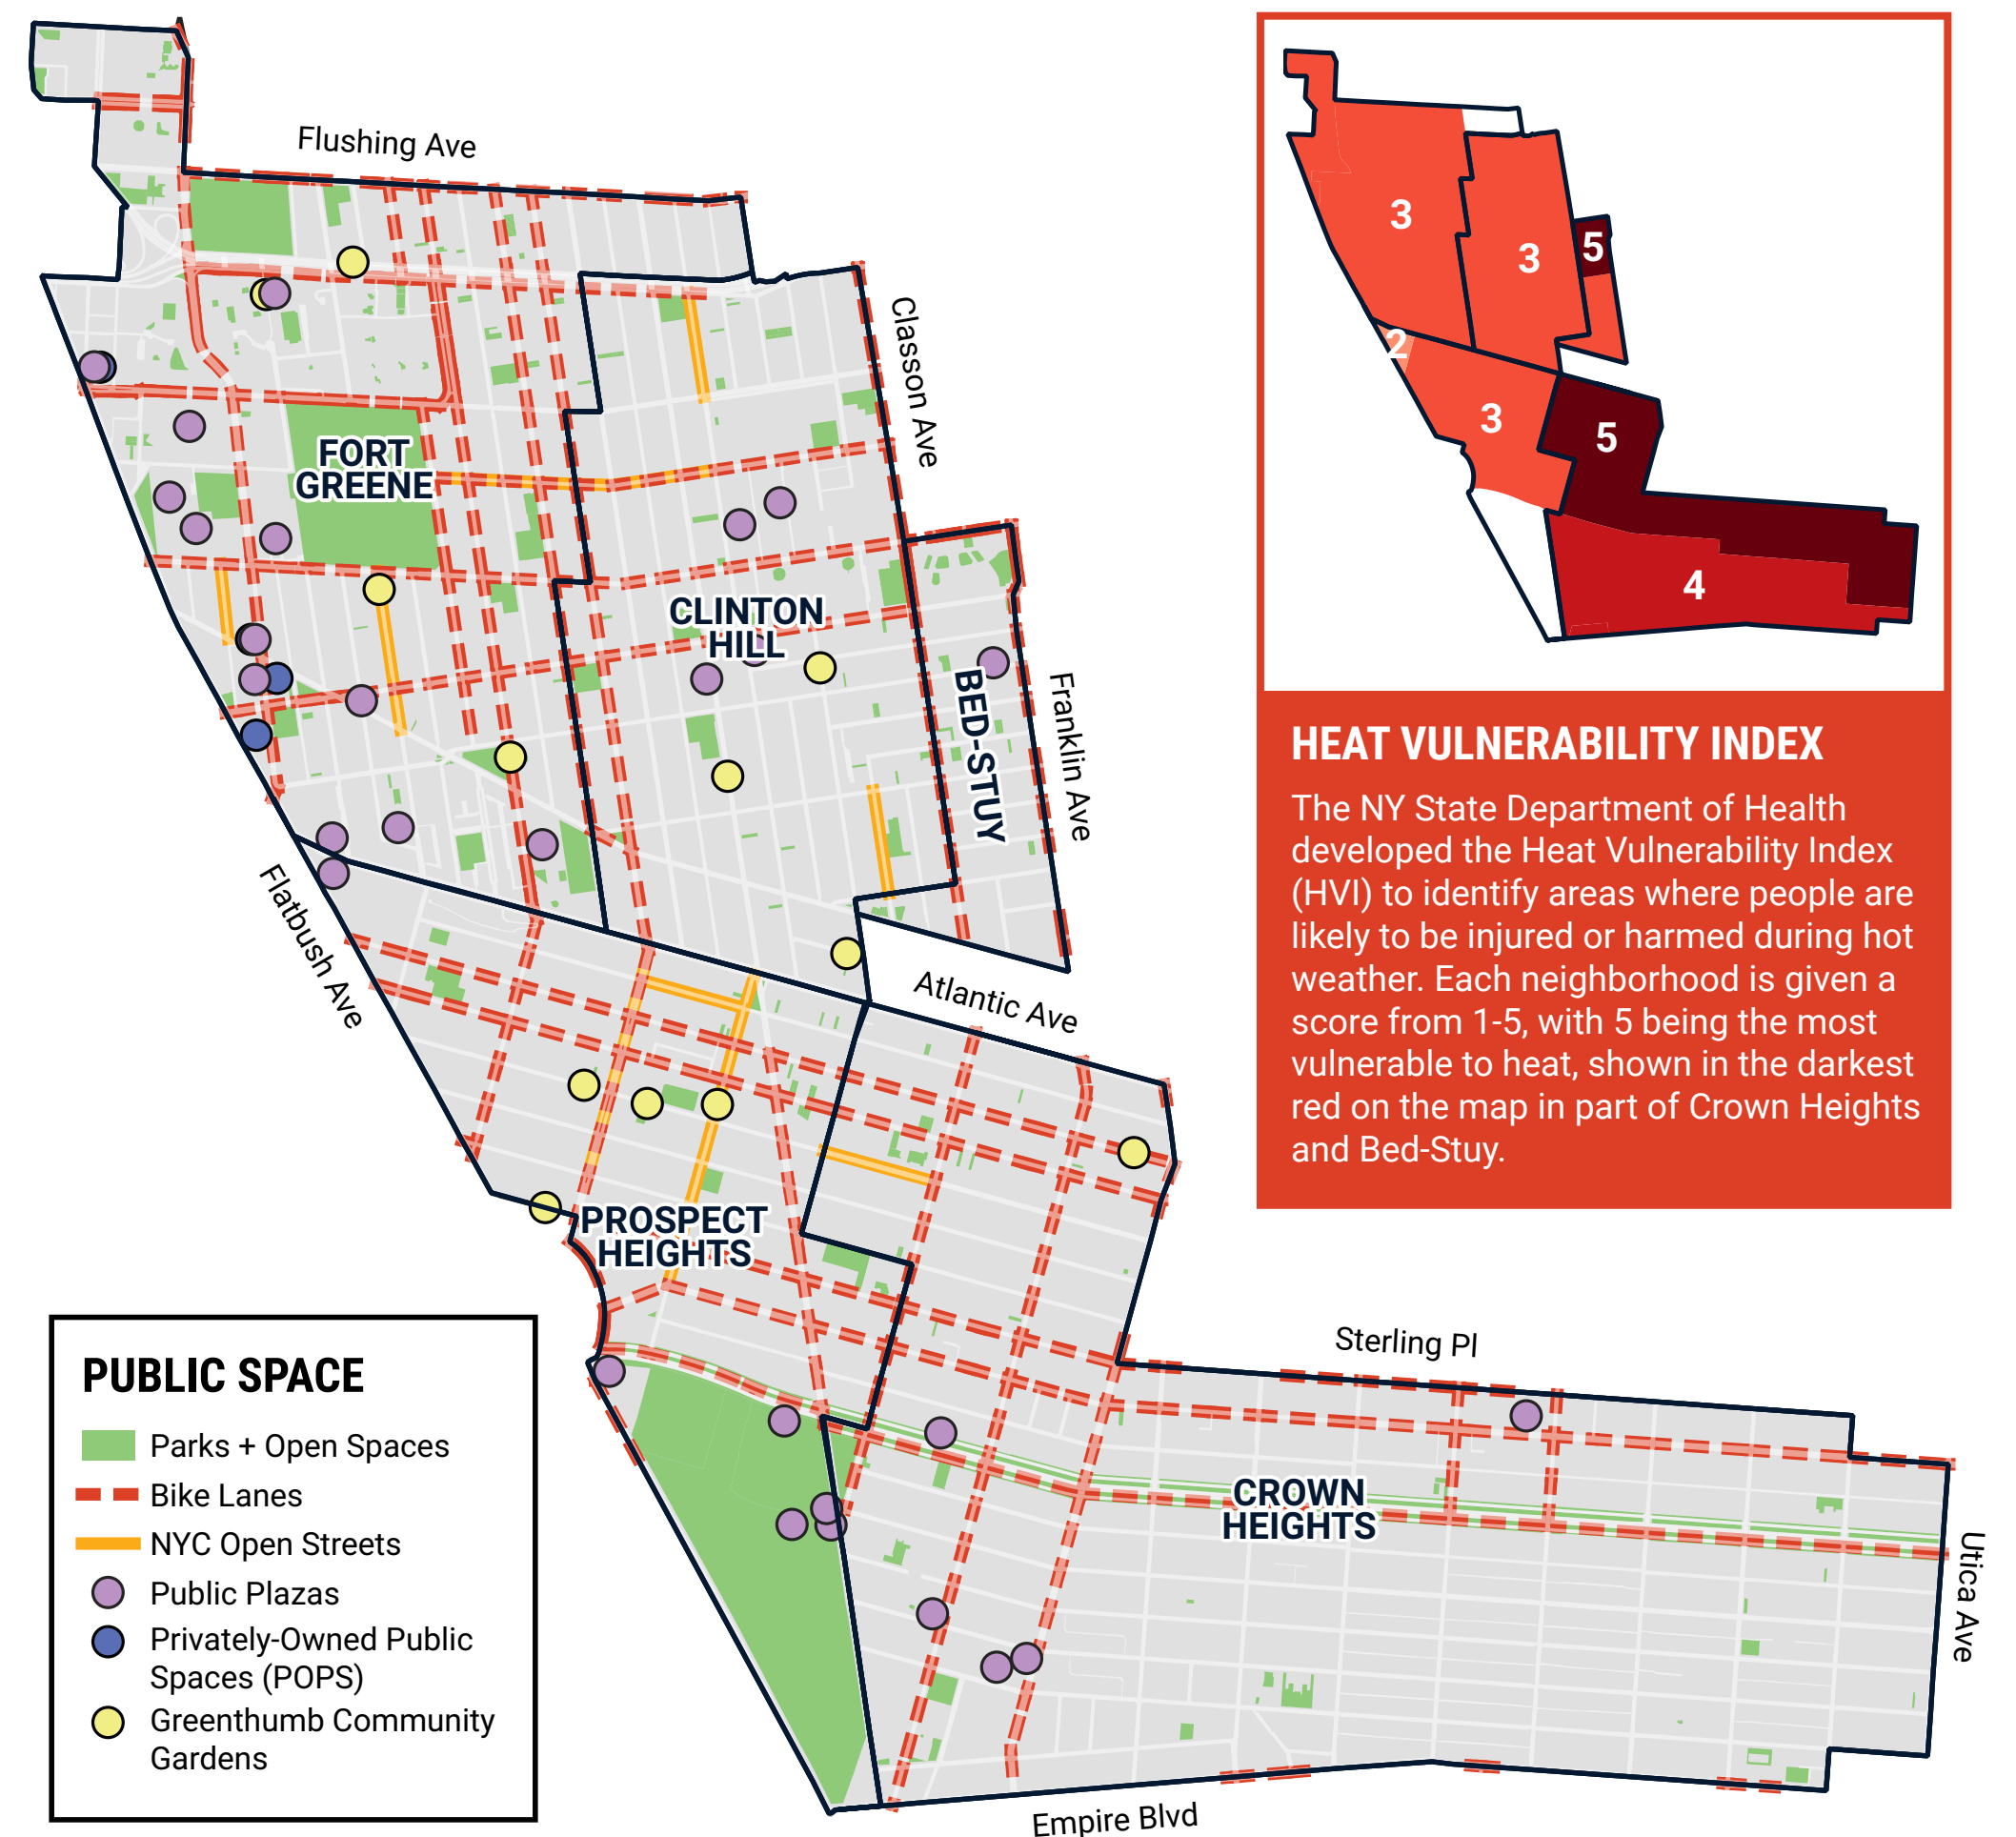 Flushing Ave
Classon Ave
FORT
GREENE
CLINTON
HILL
BED-STUY
Franklin Ave
Flatbush Ave
Atlantic Ave
PROSPECT
HEIGHTS
Sterling Pl
CROWN
HEIGHTS
Utica Ave
Empire Blvd
3
3
5
2
3
5
4
HEAT VULNERABILITY INDEX
The NY State Department of Health
developed the Heat Vulnerability Index
(HVI) to identify areas where people are
likely to be injured or harmed during hot
weather. Each neighborhood is given a
score from 1-5, with 5 being the most
vulnerable to heat, shown in the darkest
red on the map in part of Crown Heights
and Bed-Stuy.
PUBLIC SPACE
Parks + Open Spaces
Bike Lanes
NYC Open Streets
Public Plazas
Privately-Owned Public
Spaces (POPS)
Greenthumb Community
Gardens